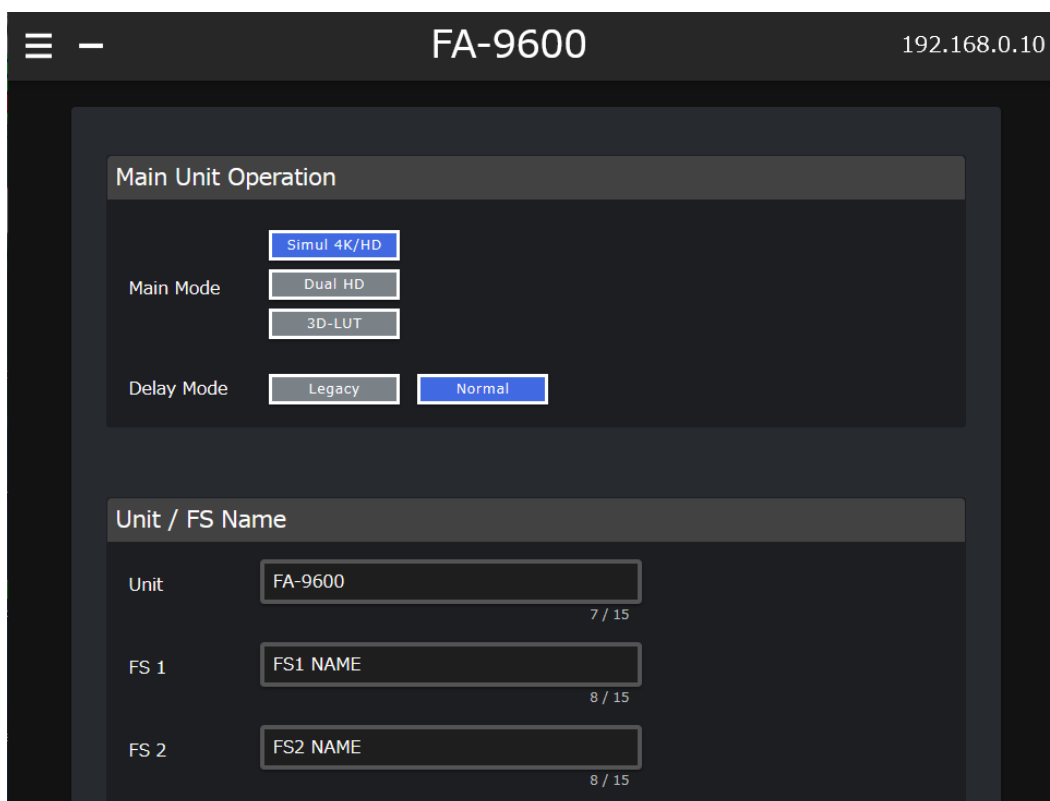 FA-9600
192.168.0.10
Main Unit Operation
Main Mode
Simul 4K/HD
Dual HD
3D-LUT
Delay Mode
Legacy
Normal
Unit / FS Name
Unit
FA-9600
7 / 15
FS 1
FS1 NAME
8 / 15
FS 2
FS2 NAME
8 / 15